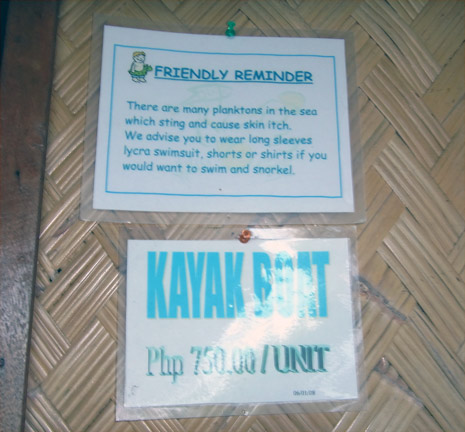 FRIENDLY REMINDER
There are many planktons in the sea
which sting and cause skin itch.
We advise you to wear long sleeves
lycra swimsuit, shorts or shirts if you
would want to swim and snorkel.
KAYAK BOAT
Php 750.00 / UNIT